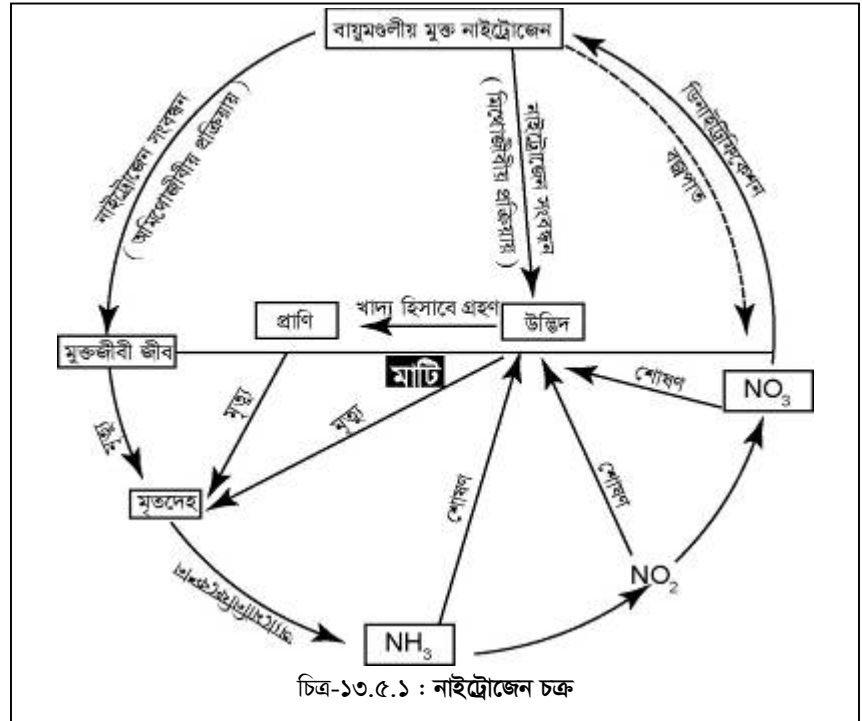 বায়ুমণ্ডলীয় মুক্ত নাইট্রোজেন
নাইট্রোজেন সংবন্ধন
( অমিথোজীবীয় প্রক্রিয়ায় )
নাইট্রোজেন সংবন্ধন
( মিথোজীবীয় প্রক্রিয়ায় )
ডিনাইট্রিফিকেশন
বজ্রপাত
প্রাণি
খাদ্য হিসাবে গ্রহণ
উদ্ভিদ
মুক্তজীবী জীব
মাটি
শোষণ
NO₃
মৃত্যু
মৃত্যু
মৃত্যু
মৃতদেহ
শোষণ
শোষণ
NO₂
অ্যামোনিফিকেশন
NH₃
চিত্র-১৩.৫.১ : নাইট্রোজেন চক্র